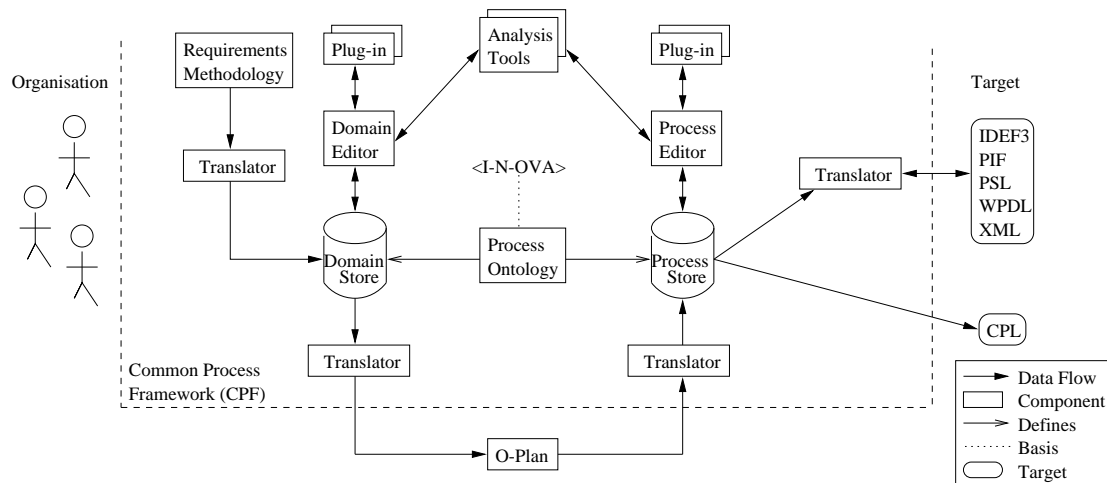 Organisation
Requirements
Methodology
Plug-in
Analysis
Tools
Plug-in
Target
Domain
Editor
Process
Editor
IDEF3
PIF
PSL
WPDL
XML
Translator
<I-N-OVA>
Translator
Domain
Store
Process
Ontology
Process
Store
CPL
Translator
Translator
Common Process
Framework (CPF)
O-Plan
Data Flow
Component
Defines
Basis
Target